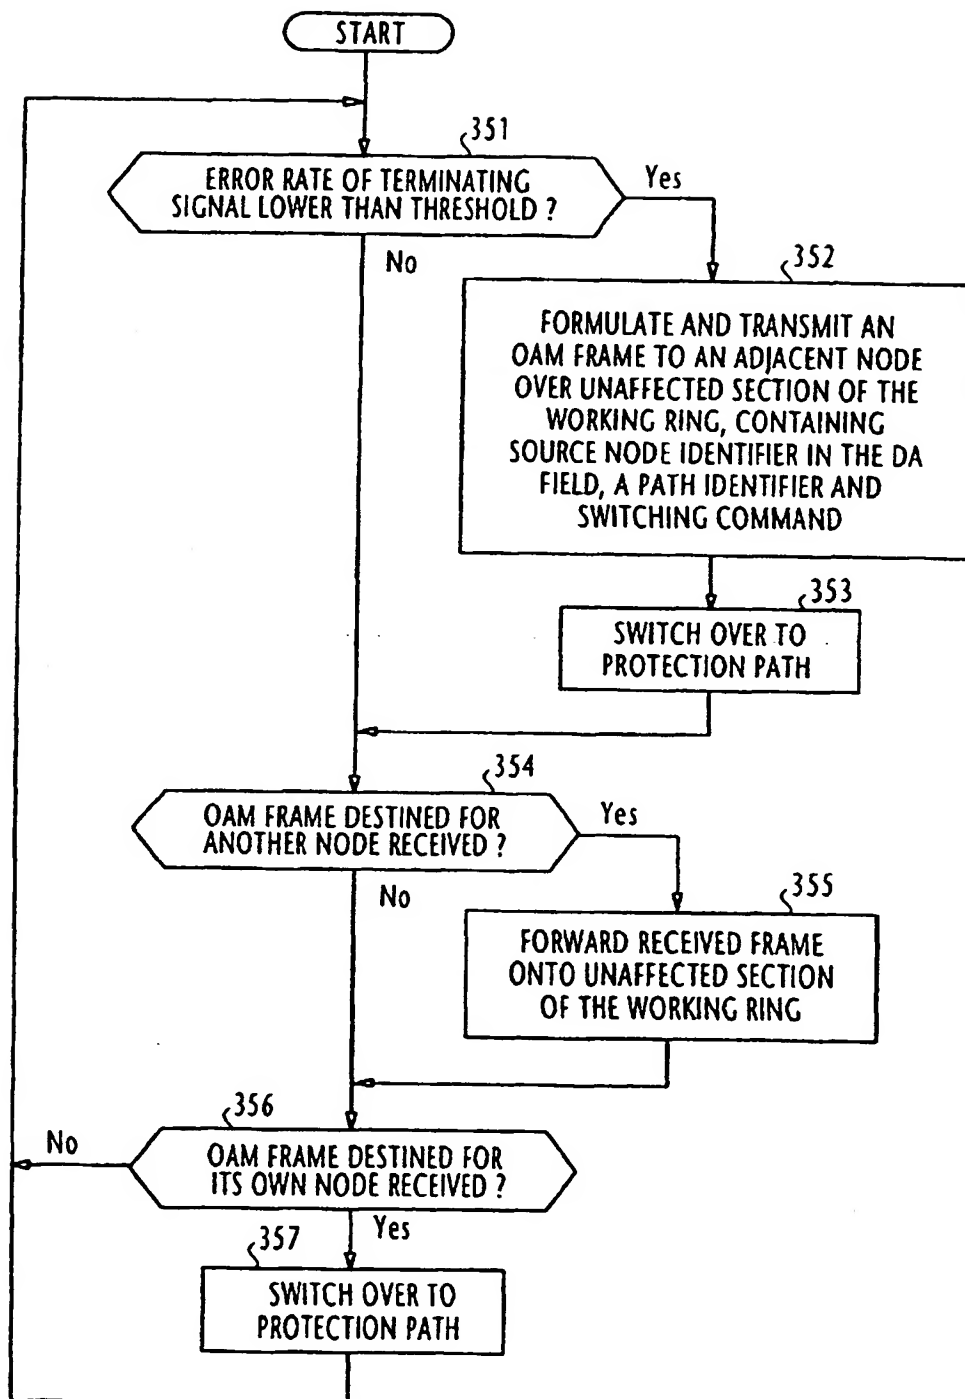 START
351
ERROR RATE OF TERMINATING
SIGNAL LOWER THAN THRESHOLD ?
Yes
No
352
FORMULATE AND TRANSMIT AN
OAM FRAME TO AN ADJACENT NODE
OVER UNAFFECTED SECTION OF THE
WORKING RING, CONTAINING
SOURCE NODE IDENTIFIER IN THE DA
FIELD, A PATH IDENTIFIER AND
SWITCHING COMMAND
353
SWITCH OVER TO
PROTECTION PATH
354
OAM FRAME DESTINED FOR
ANOTHER NODE RECEIVED ?
Yes
No
355
FORWARD RECEIVED FRAME
ONTO UNAFFECTED SECTION
OF THE WORKING RING
356
No
OAM FRAME DESTINED FOR
ITS OWN NODE RECEIVED ?
Yes
357
SWITCH OVER TO
PROTECTION PATH